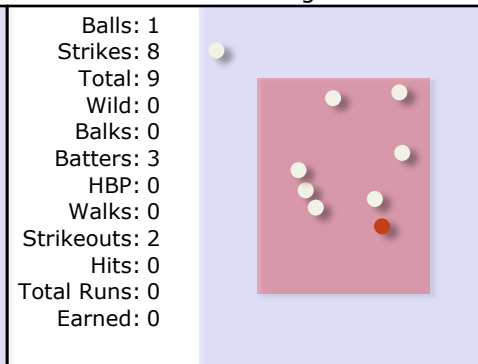 Balls: 1
Strikes: 8
Total: 9
Wild: 0
Balks: 0
Batters: 3
HBP: 0
Walks: 0
Strikeouts: 2
Hits: 0
Total Runs: 0
Earned: 0